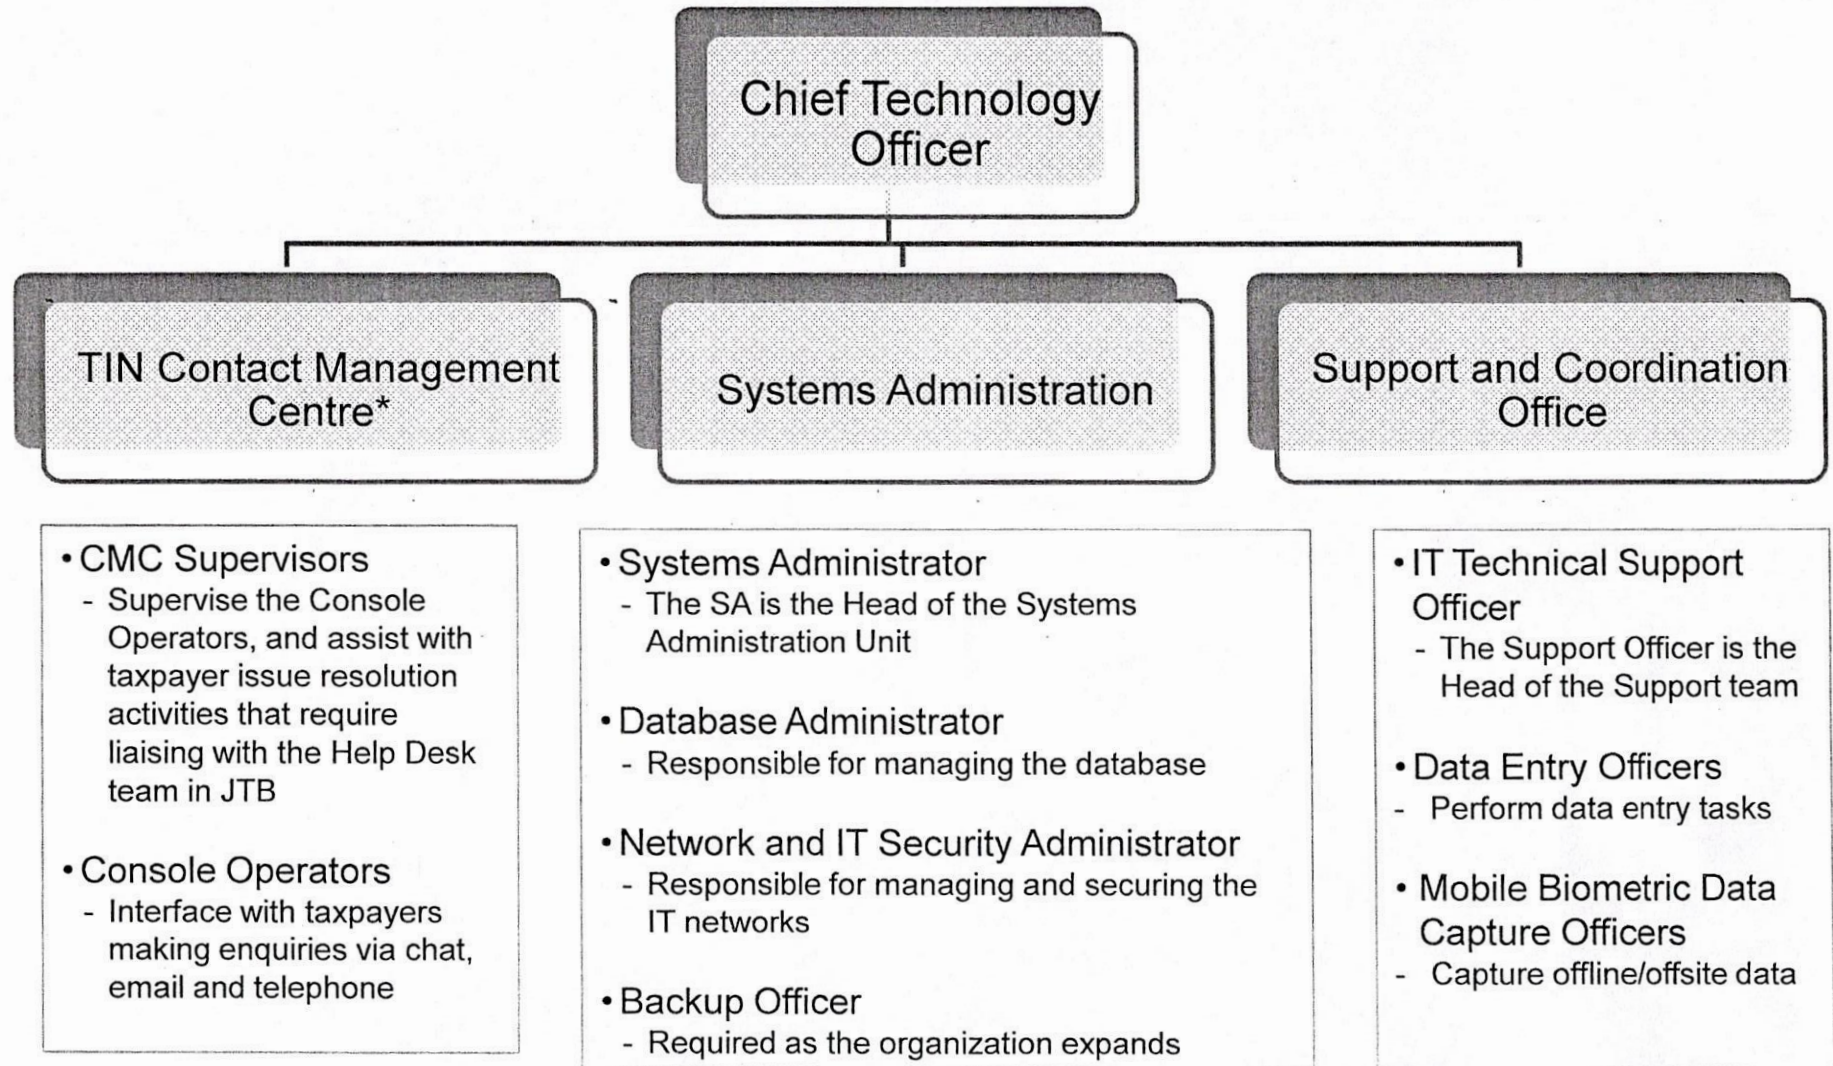 Chief Technology
Officer
TIN Contact Management
Centre*
Systems Administration
Support and Coordination
Office
• CMC Supervisors
- Supervise the Console
Operators, and assist with
taxpayer issue resolution
activities that require
liaising with the Help Desk
team in JTB
• Console Operators
- Interface with taxpayers
making enquiries via chat,
email and telephone
• Systems Administrator
- The SA is the Head of the Systems
Administration Unit
• Database Administrator
- Responsible for managing the database
• Network and IT Security Administrator
- Responsible for managing and securing the
IT networks
• Backup Officer
- Required as the organization expands
• IT Technical Support
Officer
- The Support Officer is the
Head of the Support team
• Data Entry Officers
- Perform data entry tasks
• Mobile Biometric Data
Capture Officers
- Capture offline/offsite data